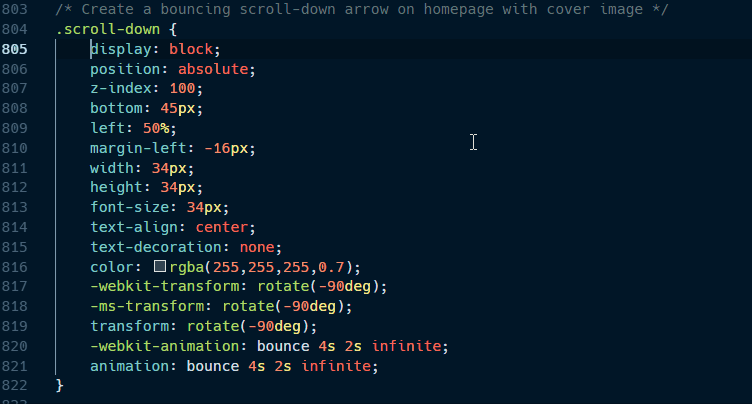 803 /* Create a bouncing scroll-down arrow on homepage with cover image */
804 .scroll-down {
805 display: block;
806 position: absolute;
807 z-index: 100;
808 bottom: 45px;
809 left: 50%;
810 margin-left: -16px;
811 width: 34px;
812 height: 34px;
813 font-size: 34px;
814 text-align: center;
815 text-decoration: none;
816 color: rgba(255,255,255,0.7);
817 -webkit-transform: rotate(-90deg);
818 -ms-transform: rotate(-90deg);
819 transform: rotate(-90deg);
820 -webkit-animation: bounce 4s 2s infinite;
821 animation: bounce 4s 2s infinite;
822 }